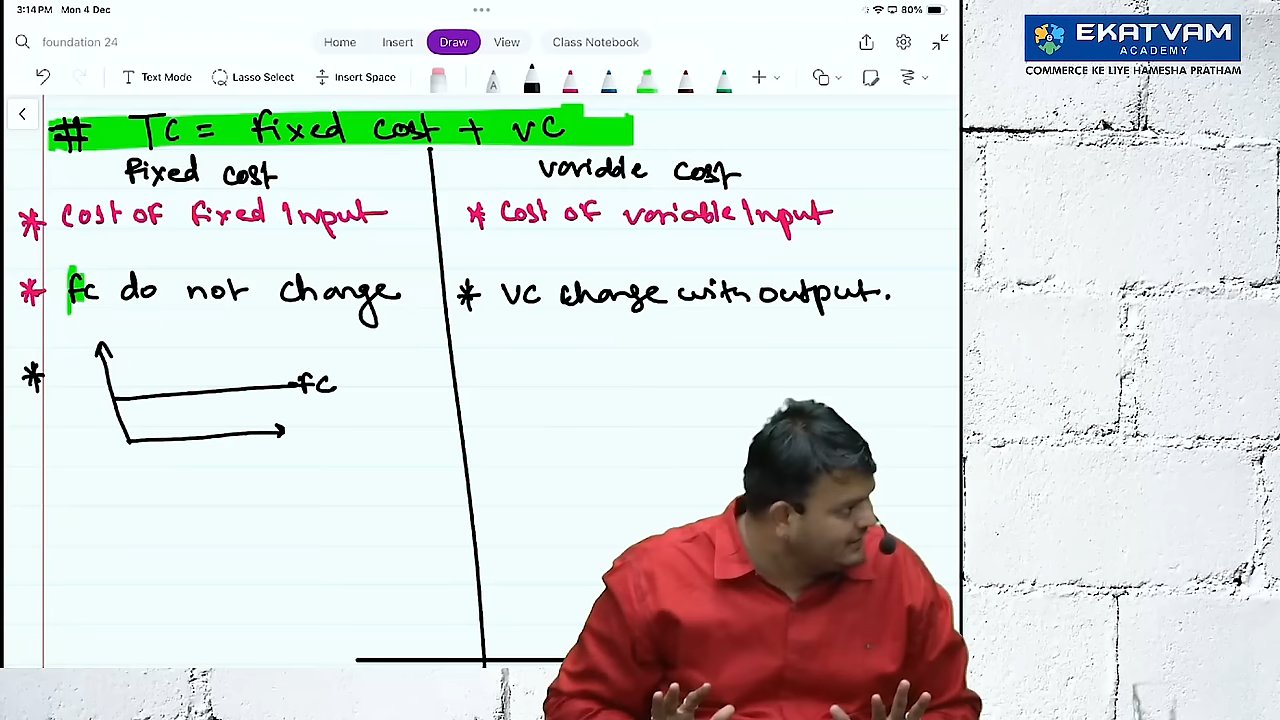 3:14 PM Mon 4 Dec
80%
foundation 24
Home Insert Draw View Class Notebook
Text Mode Lasso Select Insert Space
EKATVAM
ACADEMY
COMMERCE KE LIYE HAMESHA PRATHAM
# TC = fixed cost + VC
fixed cost
* Cost of fixed Input
* fc do not change
*
fC
variable cost
* Cost of variable Input
* VC change with output.